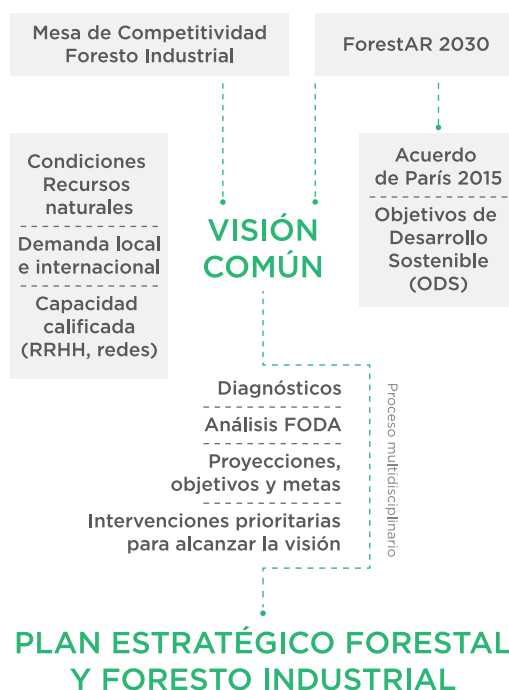 Mesa de Competitividad
Foresto Industrial
ForestAR 2030
Condiciones
Recursos
naturales
Demanda local
e internacional
Capacidad
calificada
(RRHH, redes)
VISIÓN
COMÚN
Acuerdo
de París 2015
Objetivos de
Desarrollo
Sostenible
(ODS)
Diagnósticos
Análisis FODA
Proyecciones,
objetivos y metas
Intervenciones prioritarias
para alcanzar la visión
Proceso multidisciplinario
PLAN ESTRATÉGICO FORESTAL
Y FORESTO INDUSTRIAL